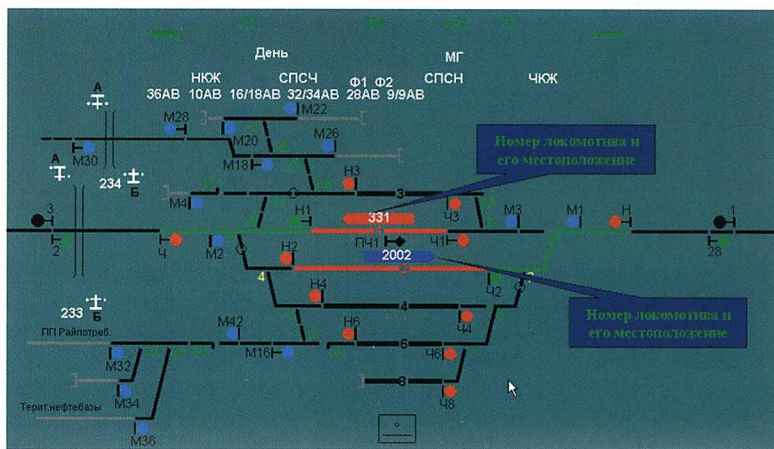 День
МГ
НКЖ СПСЧ Ф1 Ф2 СПСН ЧКЖ
36АВ 10АВ 16/18АВ 32/34АВ 28АВ 9/9АВ
А
М28
М22
М20
М26
М30
М18
Номер локомотива и
его местоположение
А
234
Б
М4
Н3
3
Ч3
3
Н1
331
М3
М1
Н
1
2
Ч
М2
ПЧ1
Ч1
28
Н2
2002
4
Ч2
Н4
4
Ч4
Номер локомотива и
его местоположение
233
Б
ПП Райпотреб.
М42
Н6
6
М32
М16
Ч6
М34
8
Ч8
Терит.нефтебазы
М36